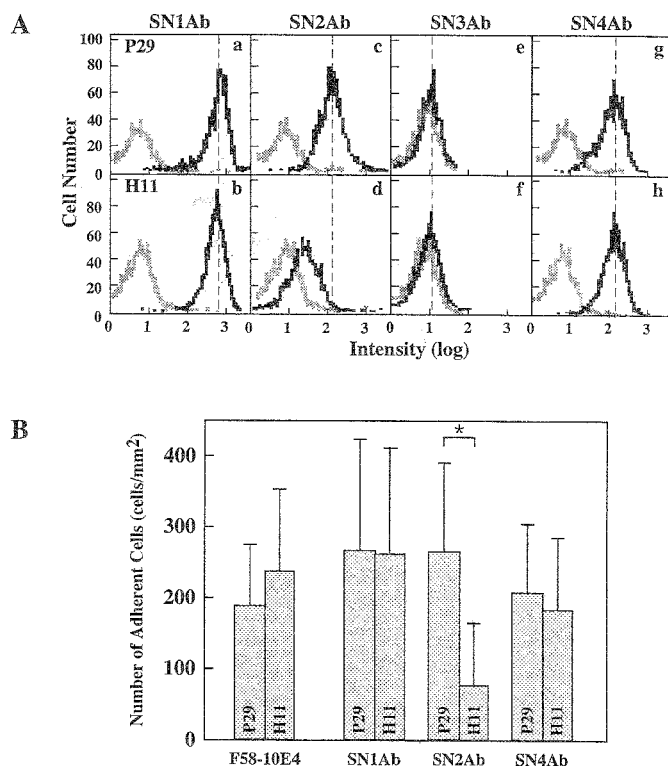 A
SN1Ab SN2Ab SN3Ab SN4Ab
P29 a c e g
100
80
60
40
20
0
H11 b d f h
80
60
40
20
0
0 1 2 3 0 1 2 3 0 1 2 3 0 1 2 3
Cell Number
Intensity (log)
B
*
Number of Adherent Cells (cells/mm²)
400
300
200
100
0
P29 H11 P29 H11 P29 H11 P29 H11
F58-10E4 SN1Ab SN2Ab SN4Ab